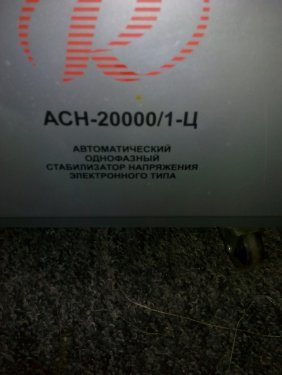 АСН-20000/1-Ц
АВТОМАТИЧЕСКИЙ
ОДНОФАЗНЫЙ
СТАБИЛИЗАТОР НАПРЯЖЕНИЯ
ЭЛЕКТРОННОГО ТИПА